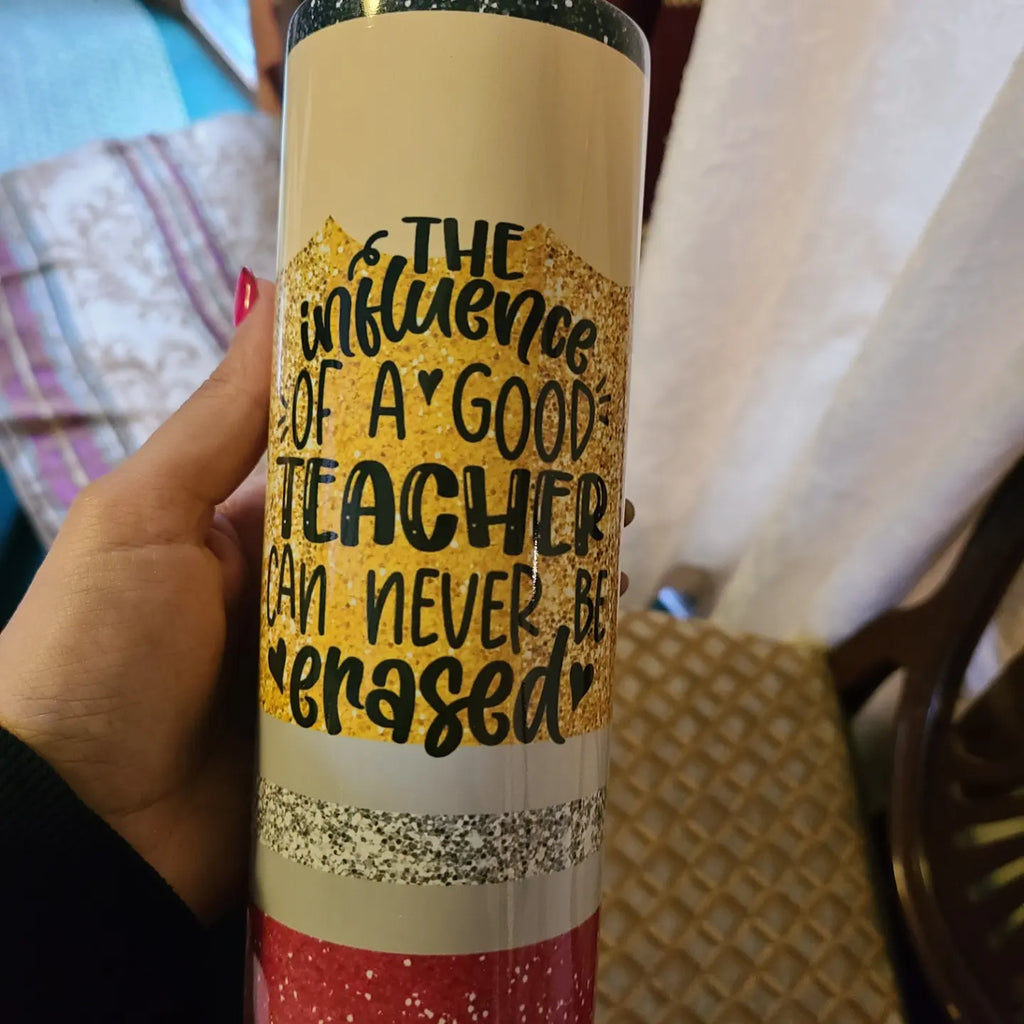 THE
influence
OF A GOOD
TEACHER
CAN NEVER BE
erased